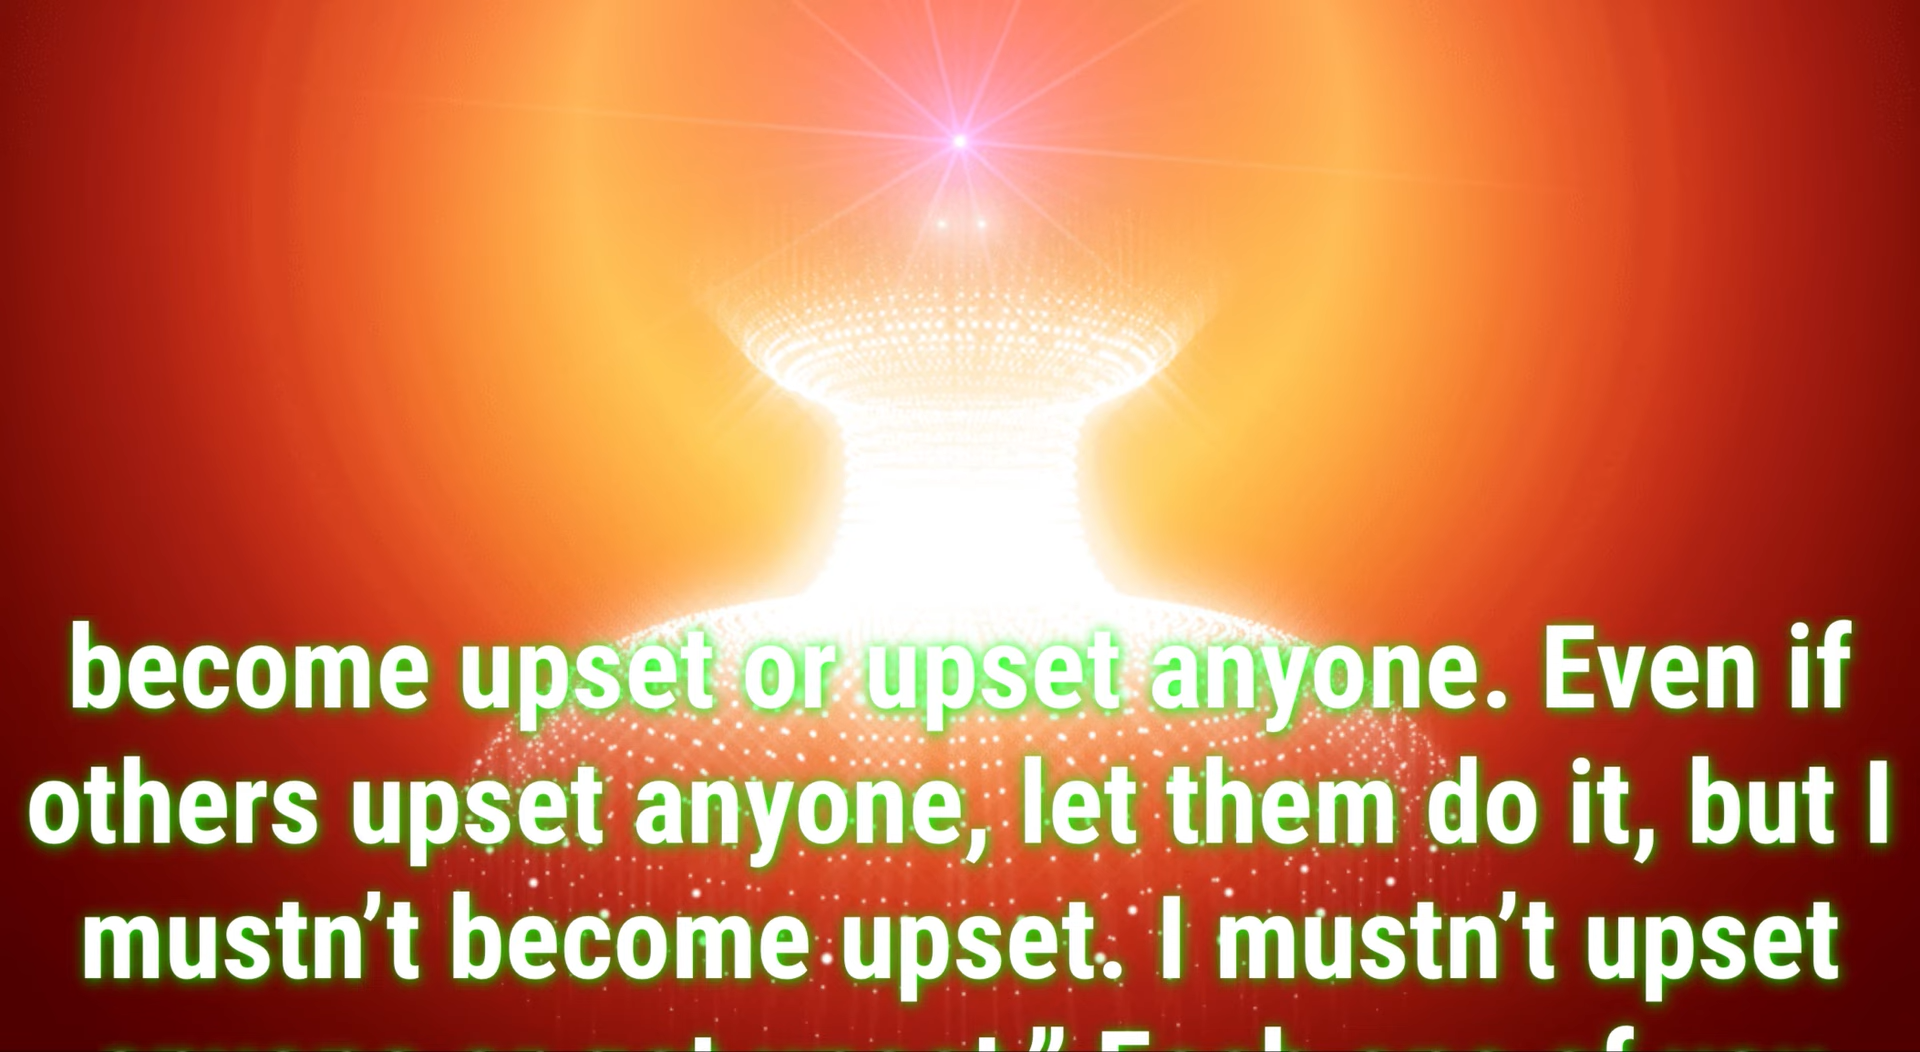 become upset or upset anyone. Even if
others upset anyone, let them do it, but I
mustn’t become upset. I mustn’t upset